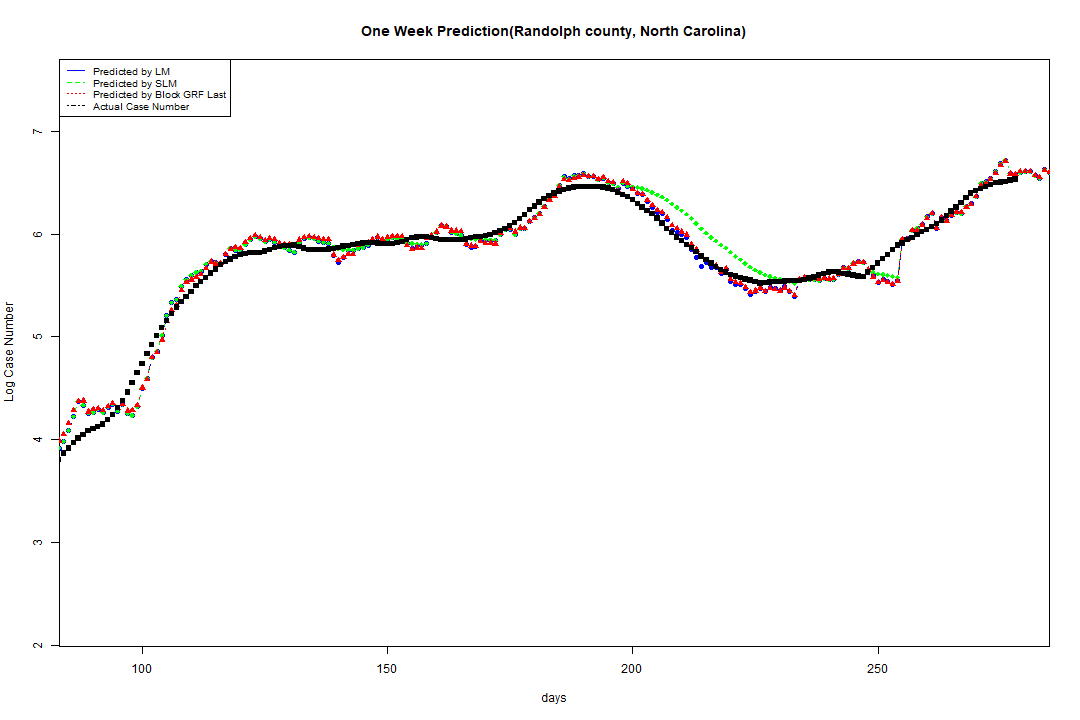 One Week Prediction(Randolph county, North Carolina)
Predicted by LM
Predicted by SLM
Predicted by Block GRF Last
Actual Case Number
7
6
5
4
3
2
Log Case Number
100 150 200 250
days